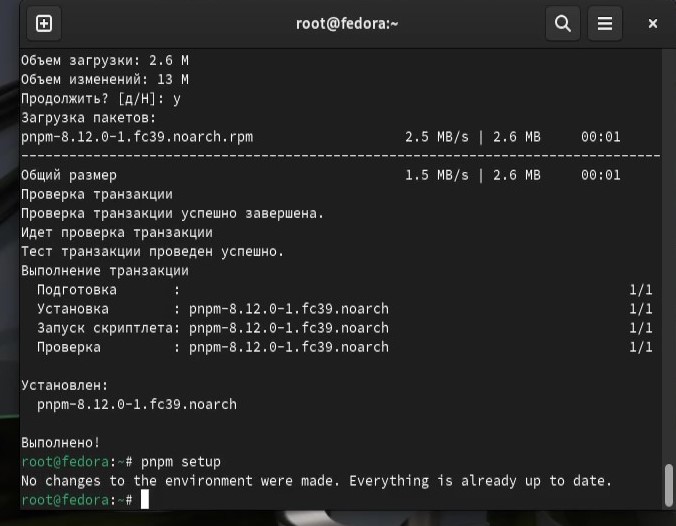 root@fedora:~
Объем загрузки: 2.6 M
Объем изменений: 13 M
Продолжить? [д/Н]: y
Загрузка пакетов:
pnpm-8.12.0-1.fc39.noarch.rpm 2.5 MB/s | 2.6 MB 00:01
--------------------------------------------------------------------------------
Общий размер 1.5 MB/s | 2.6 MB 00:01
Проверка транзакции
Проверка транзакции успешно завершена.
Идет проверка транзакции
Тест транзакции проведен успешно.
Выполнение транзакции
Подготовка : 1/1
Установка : pnpm-8.12.0-1.fc39.noarch 1/1
Запуск скриптлета: pnpm-8.12.0-1.fc39.noarch 1/1
Проверка : pnpm-8.12.0-1.fc39.noarch 1/1
Установлен:
pnpm-8.12.0-1.fc39.noarch
Выполнено!
root@fedora:~# pnpm setup
No changes to the environment were made. Everything is already up to date.
root@fedora:~#